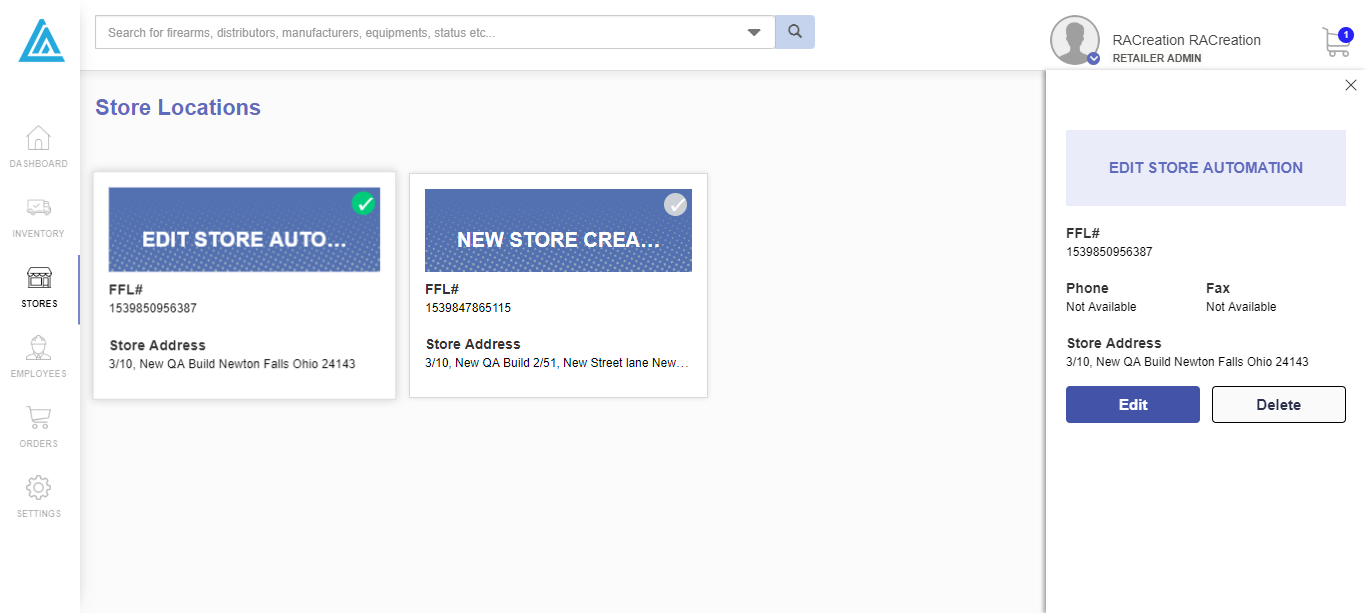 Search for firearms, distributors, manufacturers, equipments, status etc...
RACreation RACreation
RETAILER ADMIN
1
DASHBOARD
INVENTORY
STORES
EMPLOYEES
ORDERS
SETTINGS
Store Locations
EDIT STORE AUTO...
FFL#
1539850956387
Store Address
3/10, New QA Build Newton Falls Ohio 24143
NEW STORE CREA...
FFL#
1539847865115
Store Address
3/10, New QA Build 2/51, New Street lane New...
EDIT STORE AUTOMATION
FFL#
1539850956387
Phone Fax
Not Available Not Available
Store Address
3/10, New QA Build Newton Falls Ohio 24143
Edit Delete